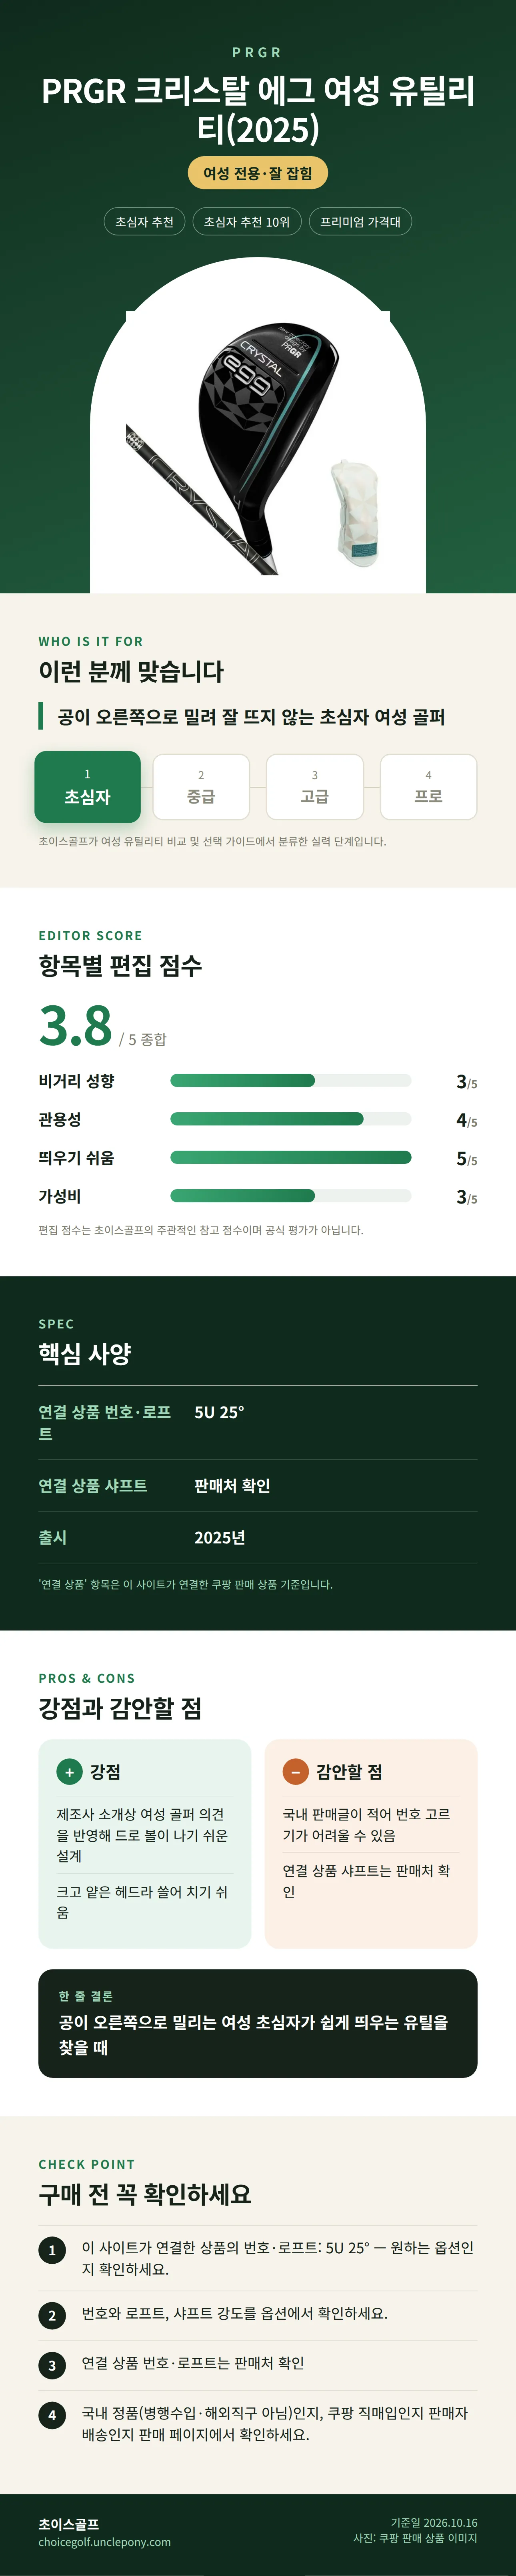 PRGR
PRGR 크리스탈 에그 여성 유틸리
티(2025)
여성 전용·잘 잡힘
초심자 추천
초심자 추천 10위
프리미엄 가격대
PRGR
CRYSTAL
egg
WHO IS IT FOR
이런 분께 맞습니다
공이 오른쪽으로 밀려 잘 뜨지 않는 초심자 여성 골퍼
1
초심자
2
중급
3
고급
4
프로
초이스골프가 여성 유틸리티 비교 및 선택 가이드에서 분류한 실력 단계입니다.
EDITOR SCORE
항목별 편집 점수
3.8 / 5 종합
비거리 성향 3/5
관용성 4/5
띄우기 쉬움 5/5
가성비 3/5
편집 점수는 초이스골프의 주관적인 참고 점수이며 공식 평가가 아닙니다.
SPEC
핵심 사양
연결 상품 번호·로프
트
5U 25°
연결 상품 샤프트 판매처 확인
출시 2025년
'연결 상품' 항목은 이 사이트가 연결한 쿠팡 판매 상품 기준입니다.
PROS & CONS
강점과 감안할 점
+ 강점
제조사 소개상 여성 골퍼 의견
을 반영해 드로 볼이 나기 쉬운
설계
크고 얕은 헤드라 쓸어 치기 쉬
움
− 감안할 점
국내 판매글이 적어 번호 고르
기가 어려울 수 있음
연결 상품 샤프트는 판매처 확
인
한 줄 결론
공이 오른쪽으로 밀리는 여성 초심자가 쉽게 띄우는 유틸을
찾을 때
CHECK POINT
구매 전 꼭 확인하세요
1 이 사이트가 연결한 상품의 번호·로프트: 5U 25° — 원하는 옵션인
지 확인하세요.
2 번호와 로프트, 샤프트 강도를 옵션에서 확인하세요.
3 연결 상품 번호·로프트는 판매처 확인
4 국내 정품(병행수입·해외직구 아님)인지, 쿠팡 직매입인지 판매자
배송인지 판매 페이지에서 확인하세요.
초이스골프
choicegolf.unclepony.com
기준일 2026.10.16
사진: 쿠팡 판매 상품 이미지